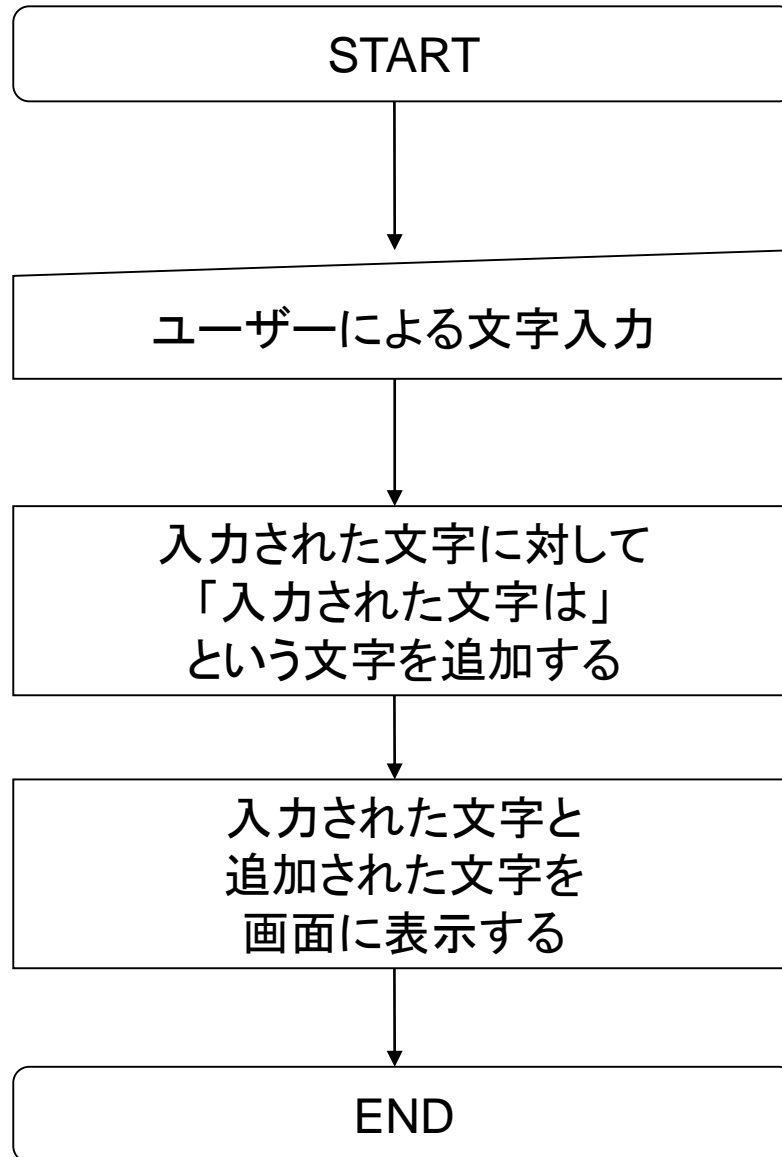 START
ユーザーによる文字入力
入力された文字に対して
「入力された文字は」
という文字を追加する
入力された文字と
追加された文字を
画面に表示する
END